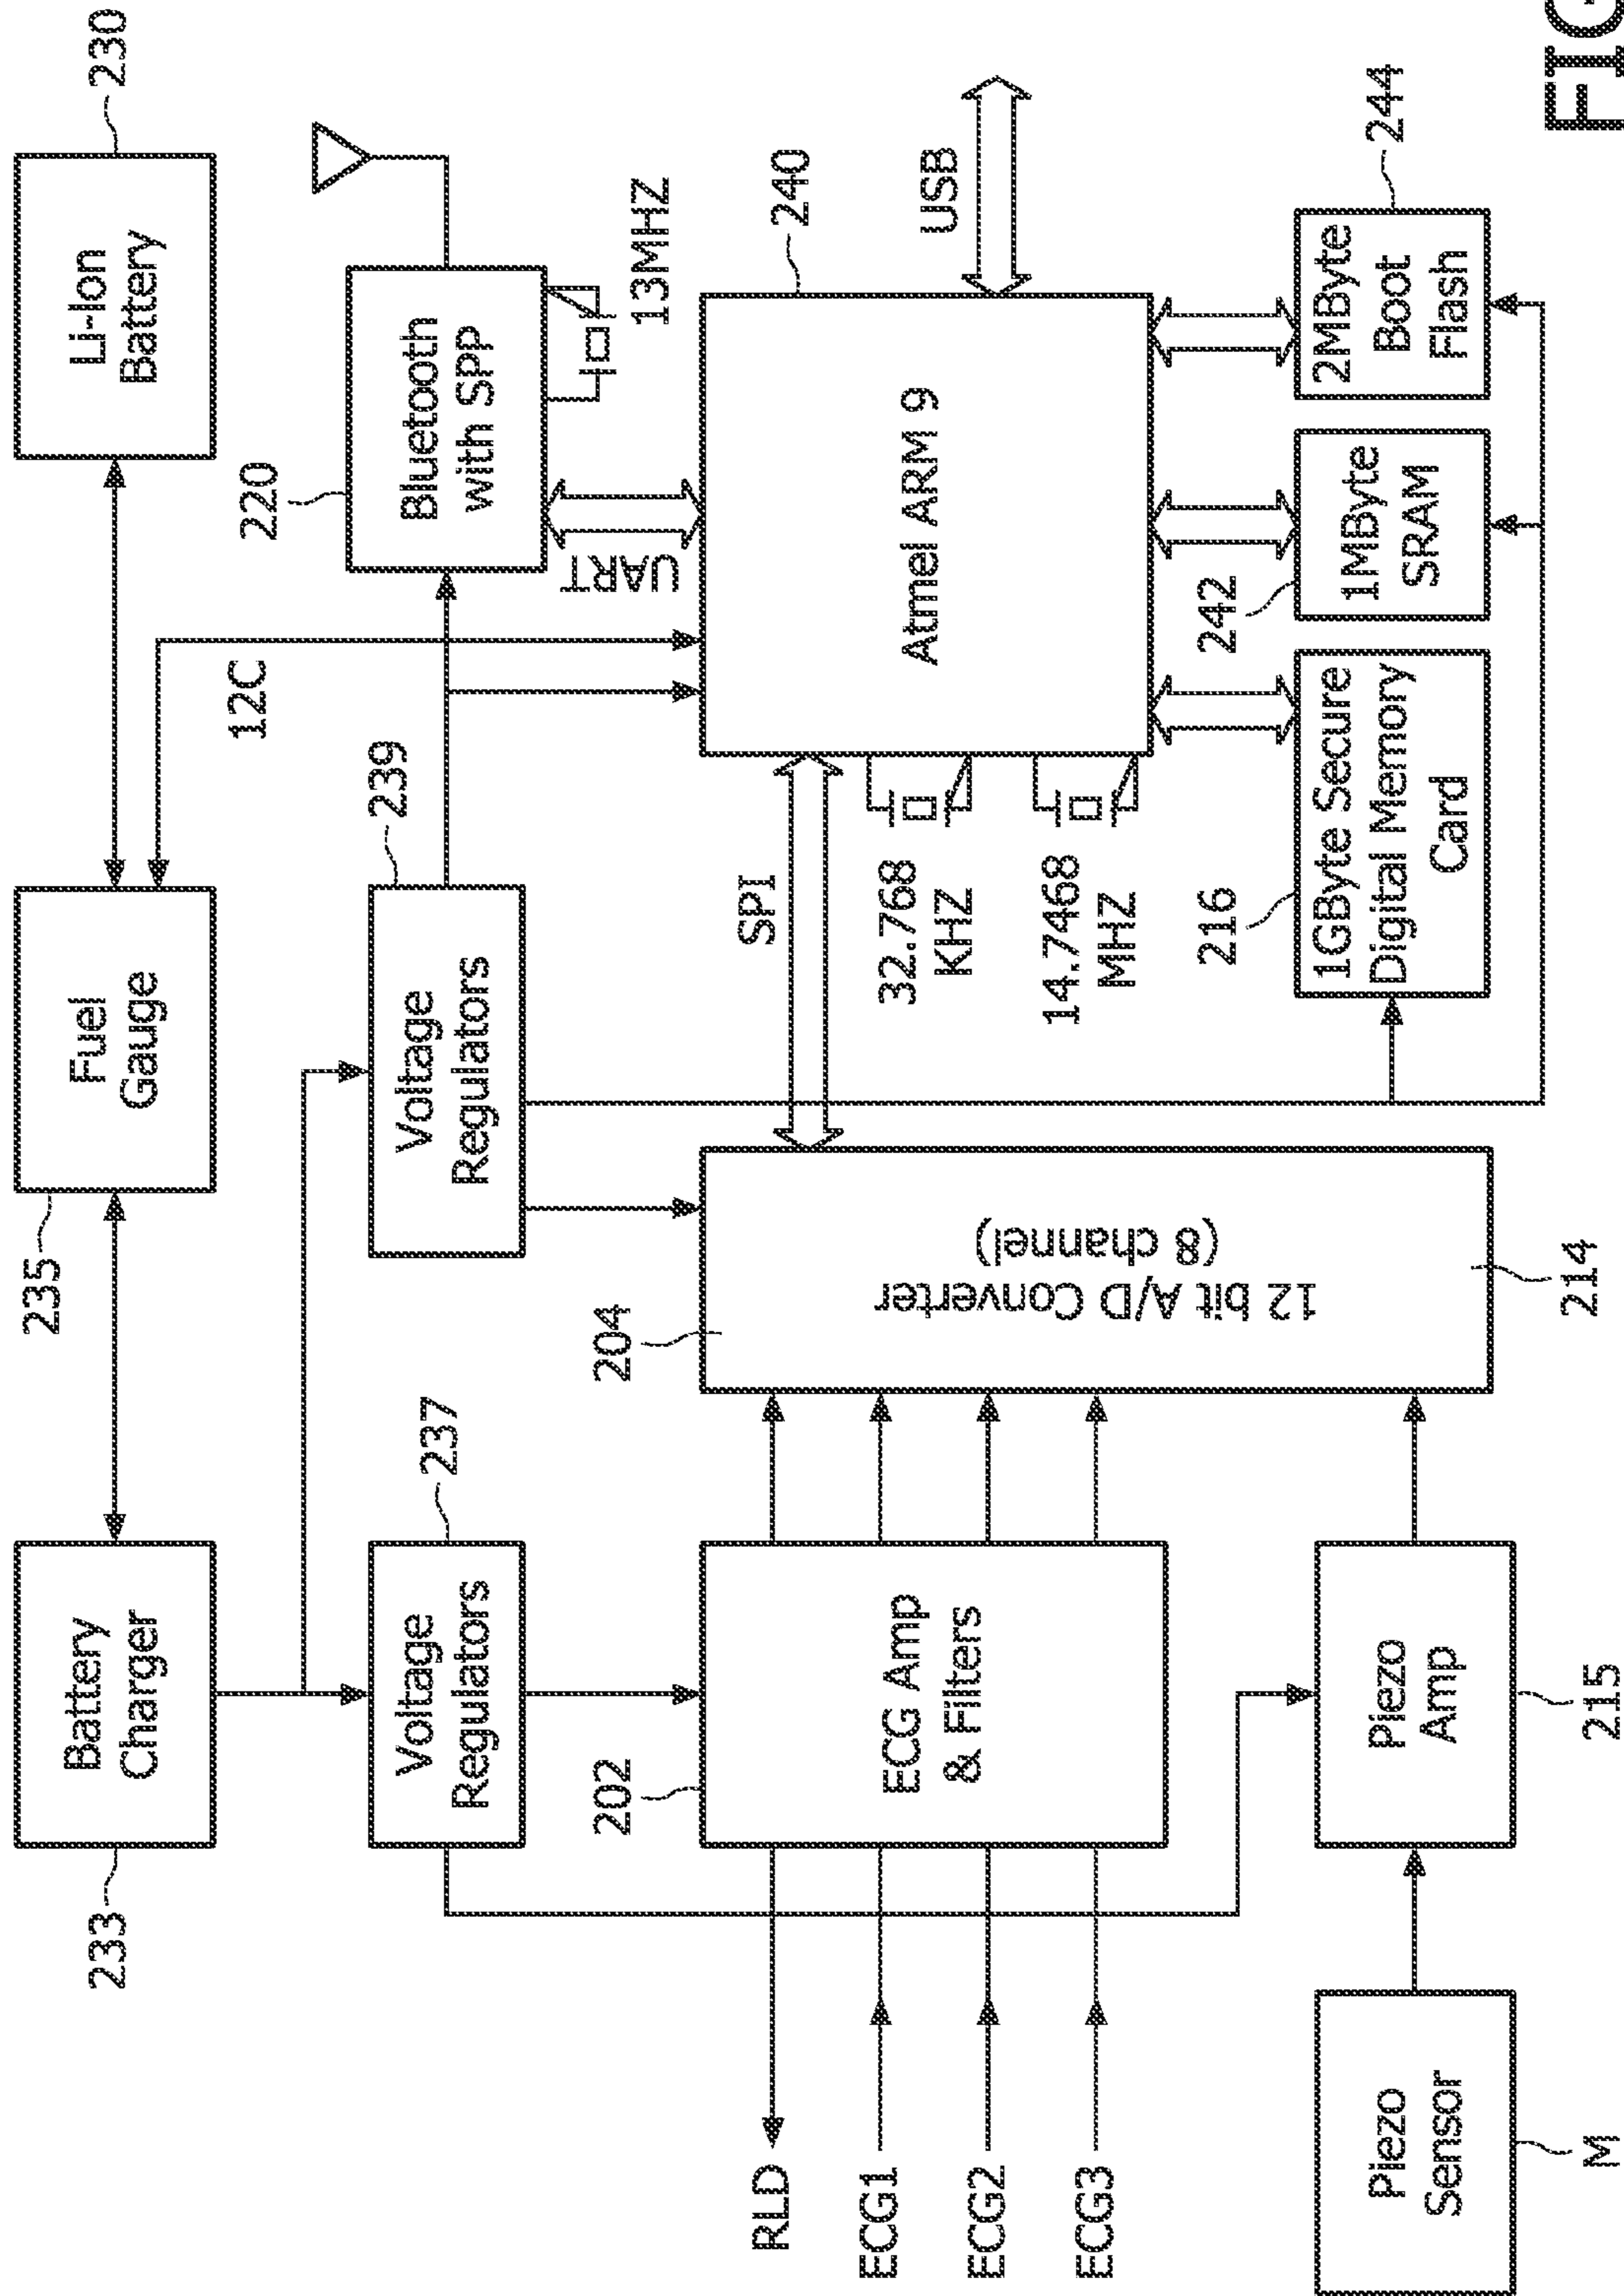 233
Battery
Charger
235
Fuel
Gauge
Li-Ion
Battery
230
12C
220
237
Voltage
Regulators
239
Voltage
Regulators
Bluetooth
with SPP
UART
13MHZ
202
204
RLD
ECG1
ECG2
ECG3
ECG Amp
& Filters
12 bit A/D Converter
(8 channel)
SPI
32.768
KHZ
14.7468
MHZ
Atmel ARM 9
240
USB
216
242
244
Piezo
Sensor
M
Piezo
Amp
215
214
1GByte Secure
Digital Memory
Card
1MByte
SRAM
2MByte
Boot
Flash
FIG